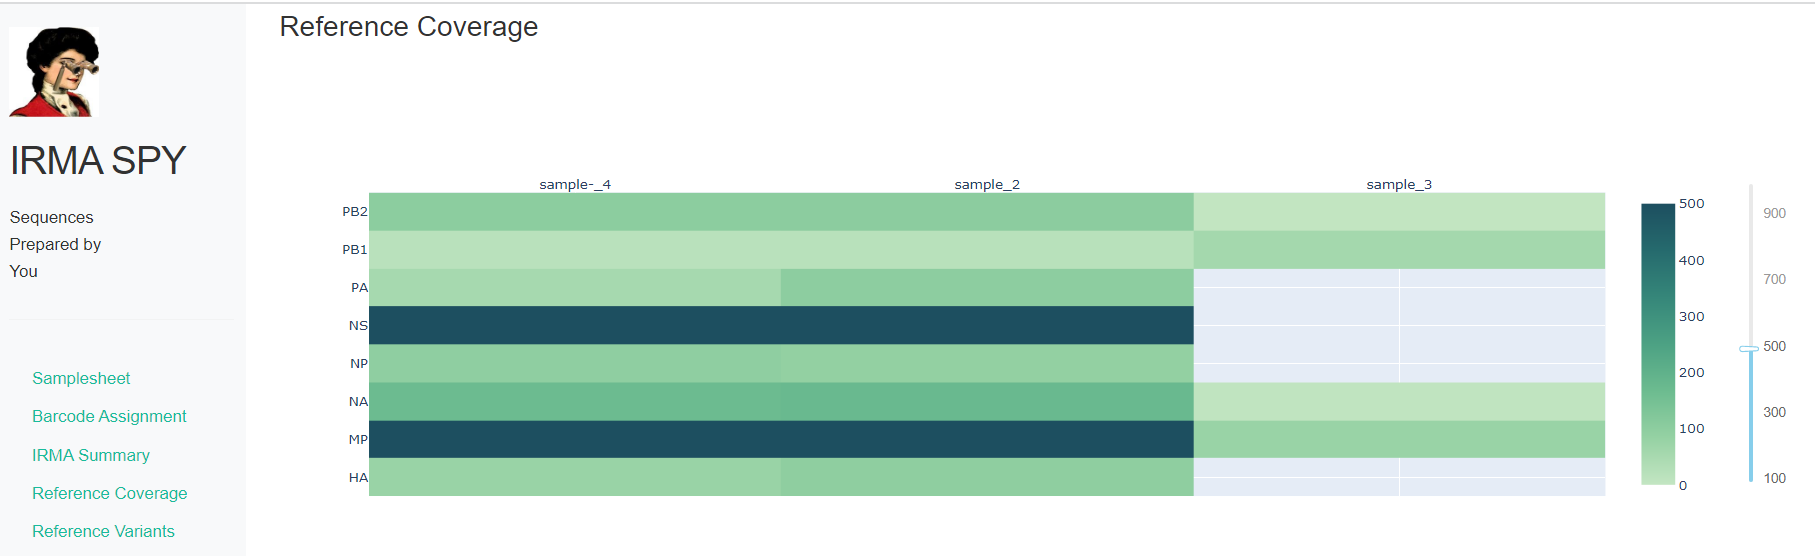 Reference Coverage
IRMA SPY
Sequences
Prepared by
You
Samplesheet
Barcode Assignment
IRMA Summary
Reference Coverage
Reference Variants
sample-_4 sample_2 sample_3
PB2
PB1
PA
NS
NP
NA
MP
HA
500
400
300
200
100
0
900
700
500
300
100